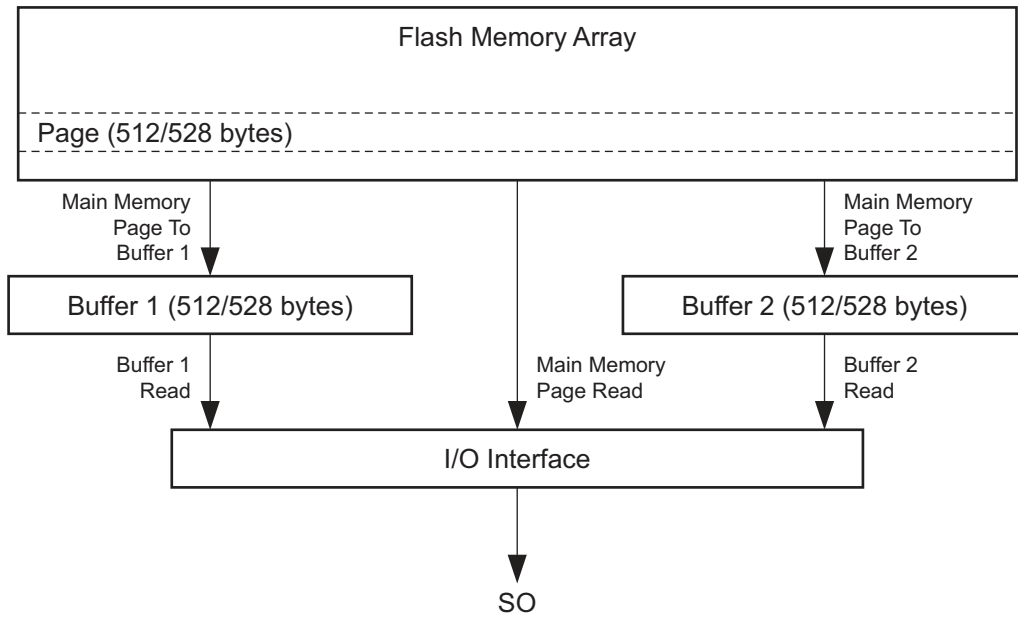 Flash Memory Array
Page (512/528 bytes)
Main Memory
Page To
Buffer 1
Main Memory
Page To
Buffer 2
Buffer 1 (512/528 bytes)
Buffer 2 (512/528 bytes)
Buffer 1
Read
Main Memory
Page Read
Buffer 2
Read
I/O Interface
SO